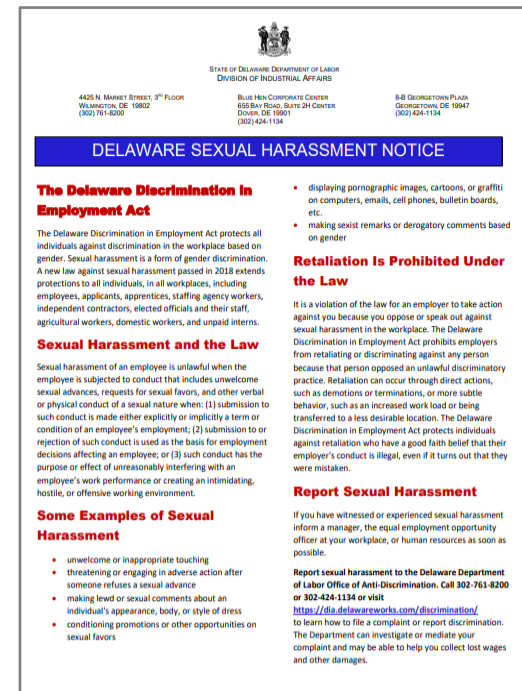 STATE OF DELAWARE DEPARTMENT OF LABOR
DIVISION OF INDUSTRIAL AFFAIRS
4425 N. MARKET STREET, 3RD FLOOR
WILMINGTON, DE 19802
(302) 761-8200
BLUE HEN CORPORATE CENTER
655 BAY ROAD, SUITE 2H CENTER
DOVER, DE 19901
(302) 424-1134
8-B GEORGETOWN PLAZA
GEORGETOWN, DE 19947
(302) 424-1134
DELAWARE SEXUAL HARASSMENT NOTICE
The Delaware Discrimination in
Employment Act
The Delaware Discrimination in Employment Act protects all
individuals against discrimination in the workplace based on
gender. Sexual harassment is a form of gender discrimination.
A new law against sexual harassment passed in 2018 extends
protections to all individuals, in all workplaces, including
employees, applicants, apprentices, staffing agency workers,
independent contractors, elected officials and their staff,
agricultural workers, domestic workers, and unpaid interns.
Sexual Harassment and the Law
Sexual harassment of an employee is unlawful when the
employee is subjected to conduct that includes unwelcome
sexual advances, requests for sexual favors, and other verbal
or physical conduct of a sexual nature when: (1) submission to
such conduct is made either explicitly or implicitly a term or
condition of an employee's employment; (2) submission to or
rejection of such conduct is used as the basis for employment
decisions affecting an employee; or (3) such conduct has the
purpose or effect of unreasonably interfering with an
employee's work performance or creating an intimidating,
hostile, or offensive working environment.
Some Examples of Sexual
Harassment
• unwelcome or inappropriate touching
• threatening or engaging in adverse action after
someone refuses a sexual advance
• making lewd or sexual comments about an
individual's appearance, body, or style of dress
• conditioning promotions or other opportunities on
sexual favors
• displaying pornographic images, cartoons, or graffiti
on computers, emails, cell phones, bulletin boards,
etc.
• making sexist remarks or derogatory comments based
on gender
Retaliation Is Prohibited Under
the Law
It is a violation of the law for an employer to take action
against you because you oppose or speak out against
sexual harassment in the workplace. The Delaware
Discrimination in Employment Act prohibits employers
from retaliating or discriminating against any person
because that person opposed an unlawful discriminatory
practice. Retaliation can occur through direct actions,
such as demotions or terminations, or more subtle
behavior, such as an increased work load or being
transferred to a less desirable location. The Delaware
Discrimination in Employment Act protects individuals
against retaliation who have a good faith belief that their
employer's conduct is illegal, even if it turns out that they
were mistaken.
Report Sexual Harassment
If you have witnessed or experienced sexual harassment
inform a manager, the equal employment opportunity
officer at your workplace, or human resources as soon as
possible.
Report sexual harassment to the Delaware Department
of Labor Office of Anti-Discrimination. Call 302-761-8200
or 302-424-1134 or visit
https://dia.delawareworks.com/discrimination/
to learn how to file a complaint or report discrimination.
The Department can investigate or mediate your
complaint and may be able to help you collect lost wages
and other damages.